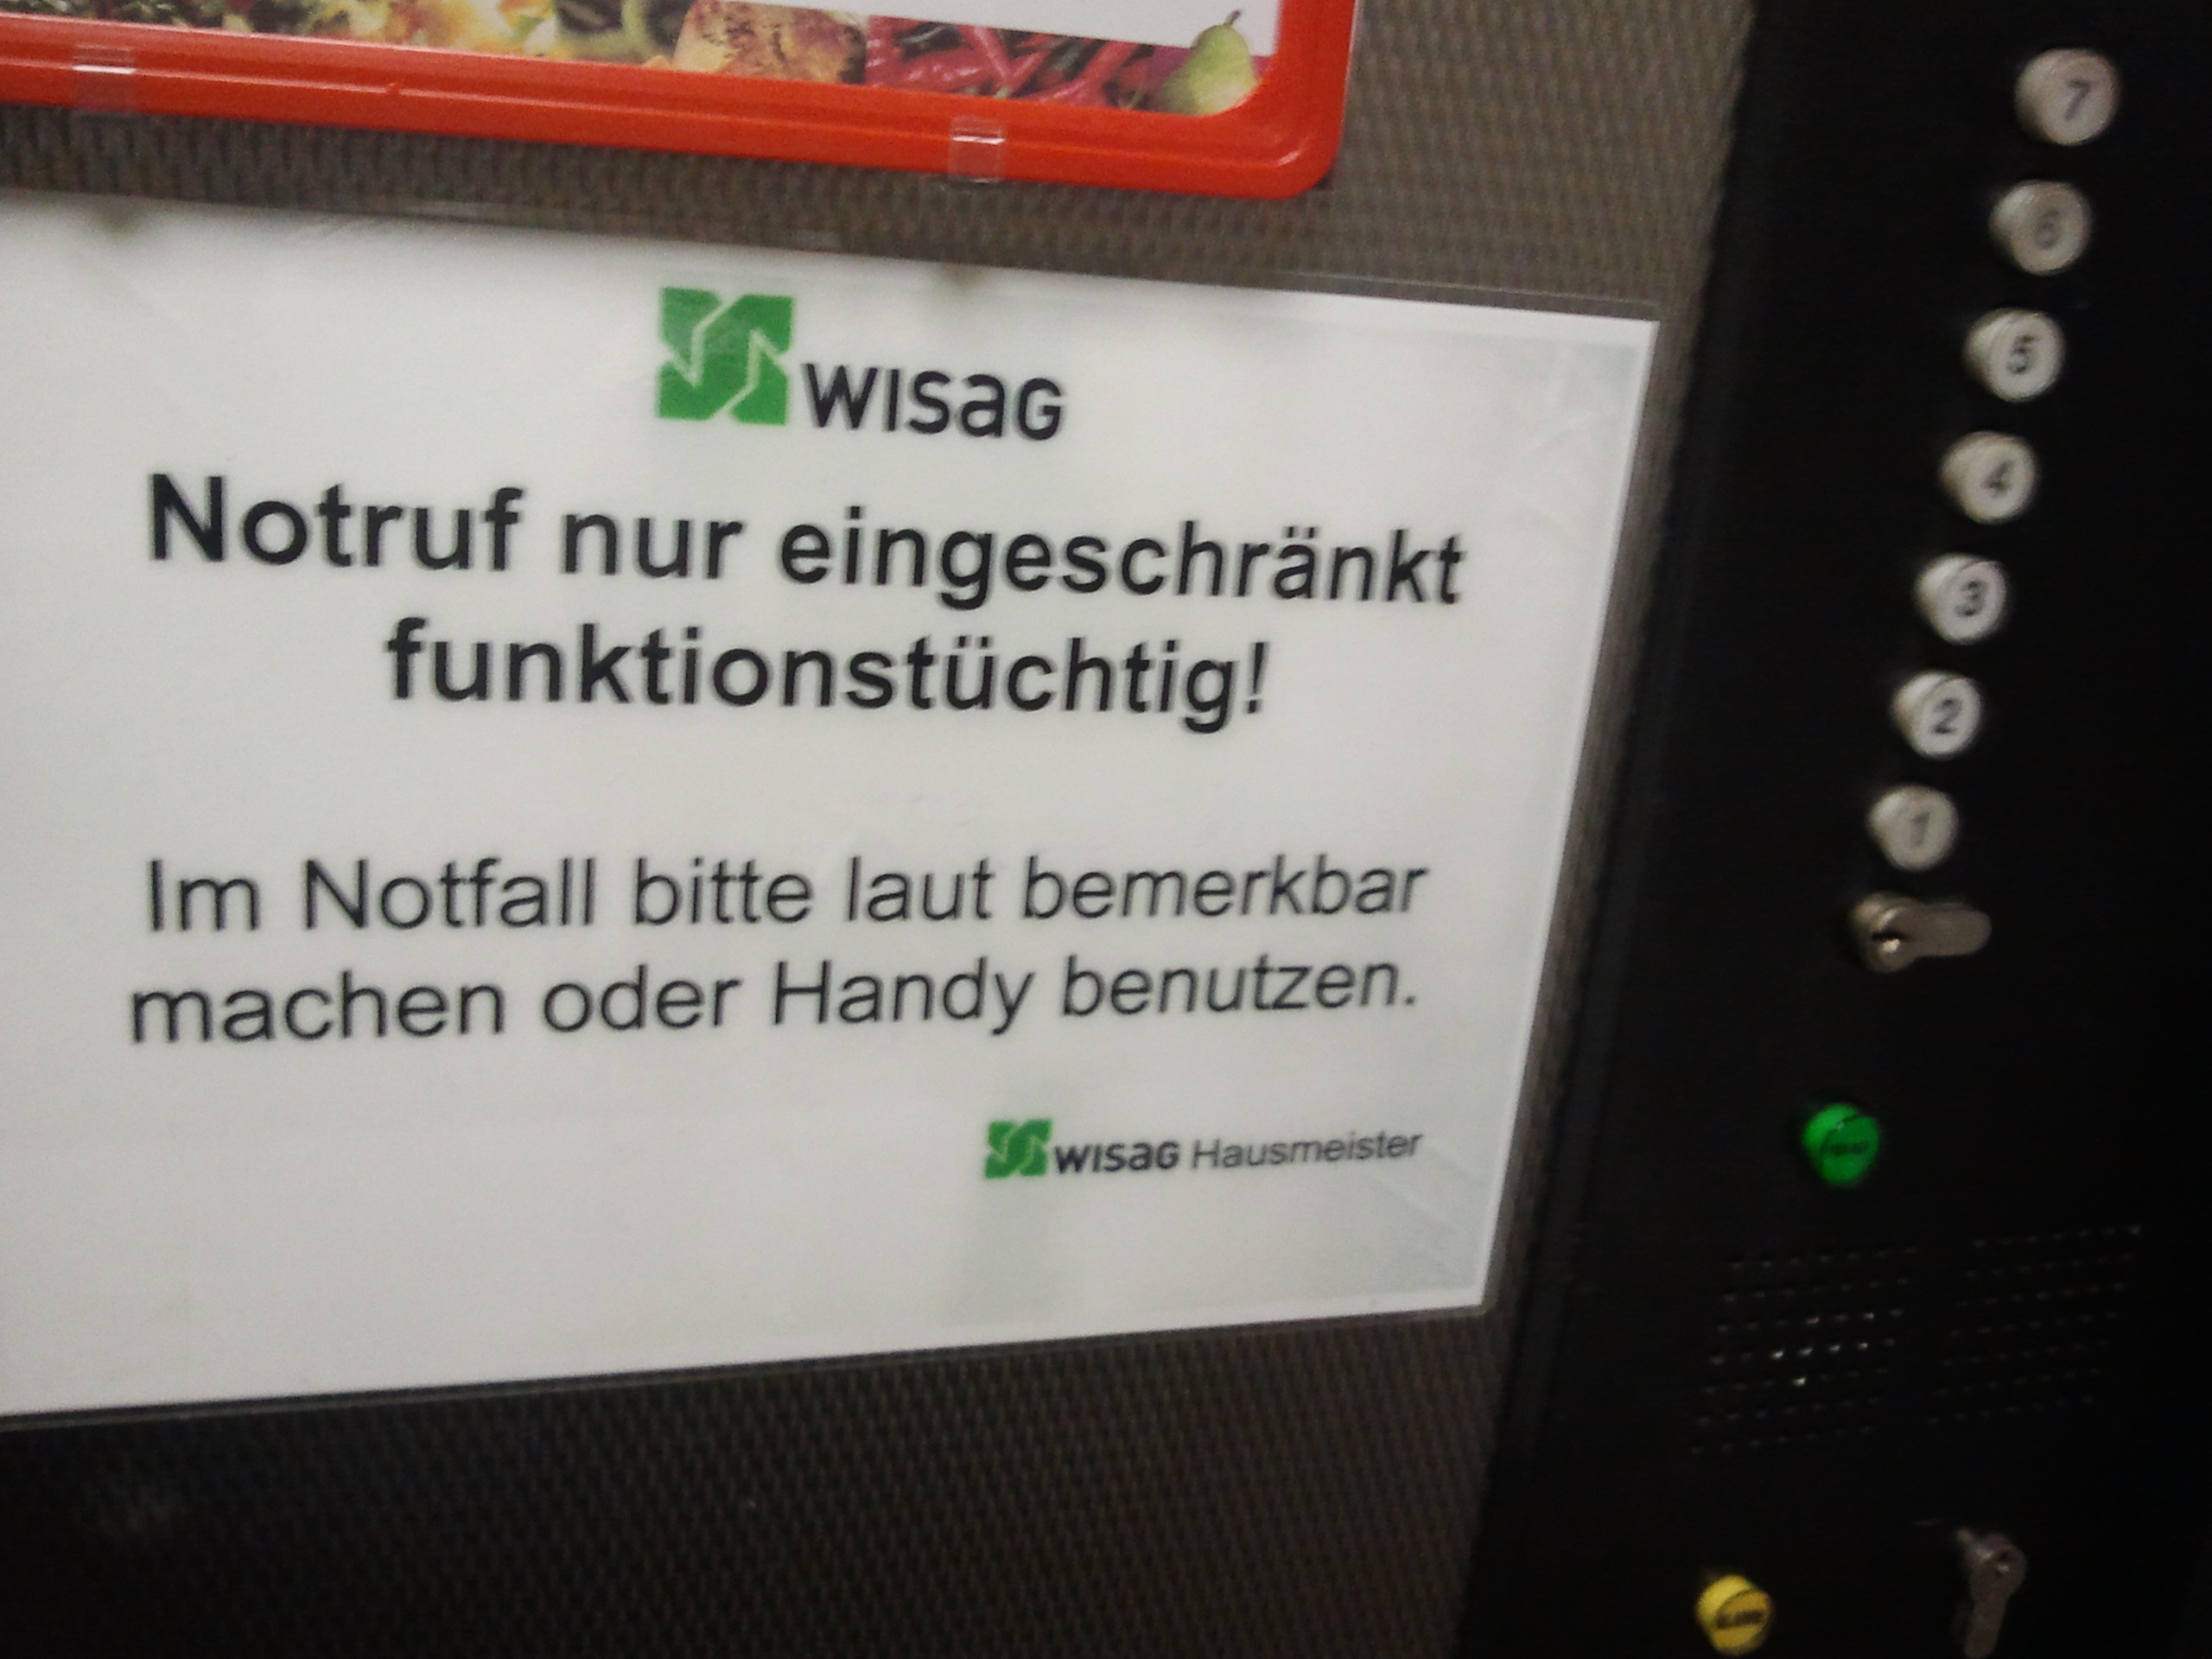 WISAG
Notruf nur eingeschränkt
funktionstüchtig!
Im Notfall bitte laut bemerkbar
machen oder Handy benutzen.
WISAG Hausmeister
7
6
5
4
3
2
1